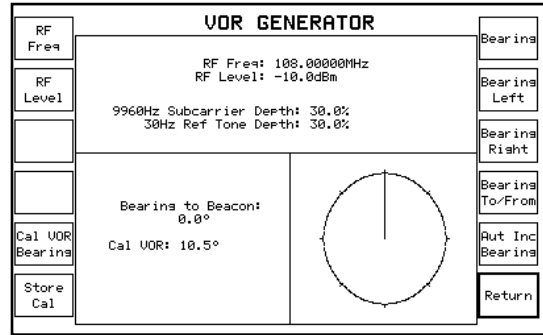 VOR GENERATOR
RF
Freq
RF
Level
Cal VOR
Bearing
Store
Cal
RF Freq: 108.00000MHz
RF Level: -10.0dBm
9960Hz Subcarrier Depth: 30.0%
30Hz Ref Tone Depth: 30.0%
Bearing to Beacon:
0.0°
Cal VOR: 10.5°
Bearing
Bearing
Left
Bearing
Right
Bearing
To/From
Aut Inc
Bearing
Return